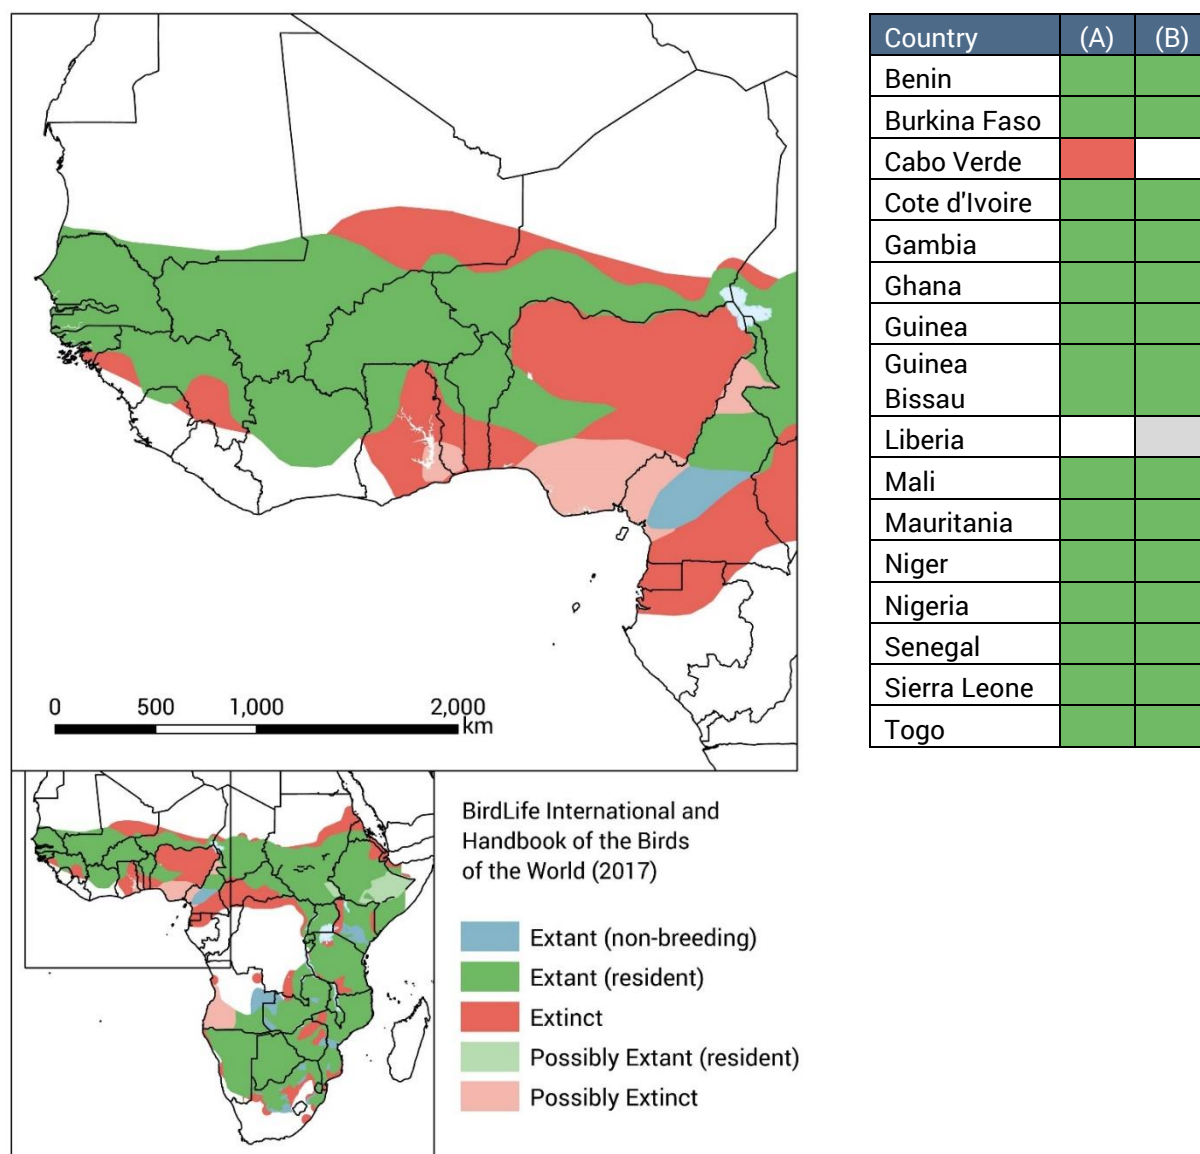 Country (A) (B)
Benin
Burkina Faso
Cabo Verde
Cote d'Ivoire
Gambia
Ghana
Guinea
Guinea
Bissau
Liberia
Mali
Mauritania
Niger
Nigeria
Senegal
Sierra Leone
Togo
0 500 1,000 2,000
km
BirdLife International and
Handbook of the Birds
of the World (2017)
Extant (non-breeding)
Extant (resident)
Extinct
Possibly Extant (resident)
Possibly Extinct